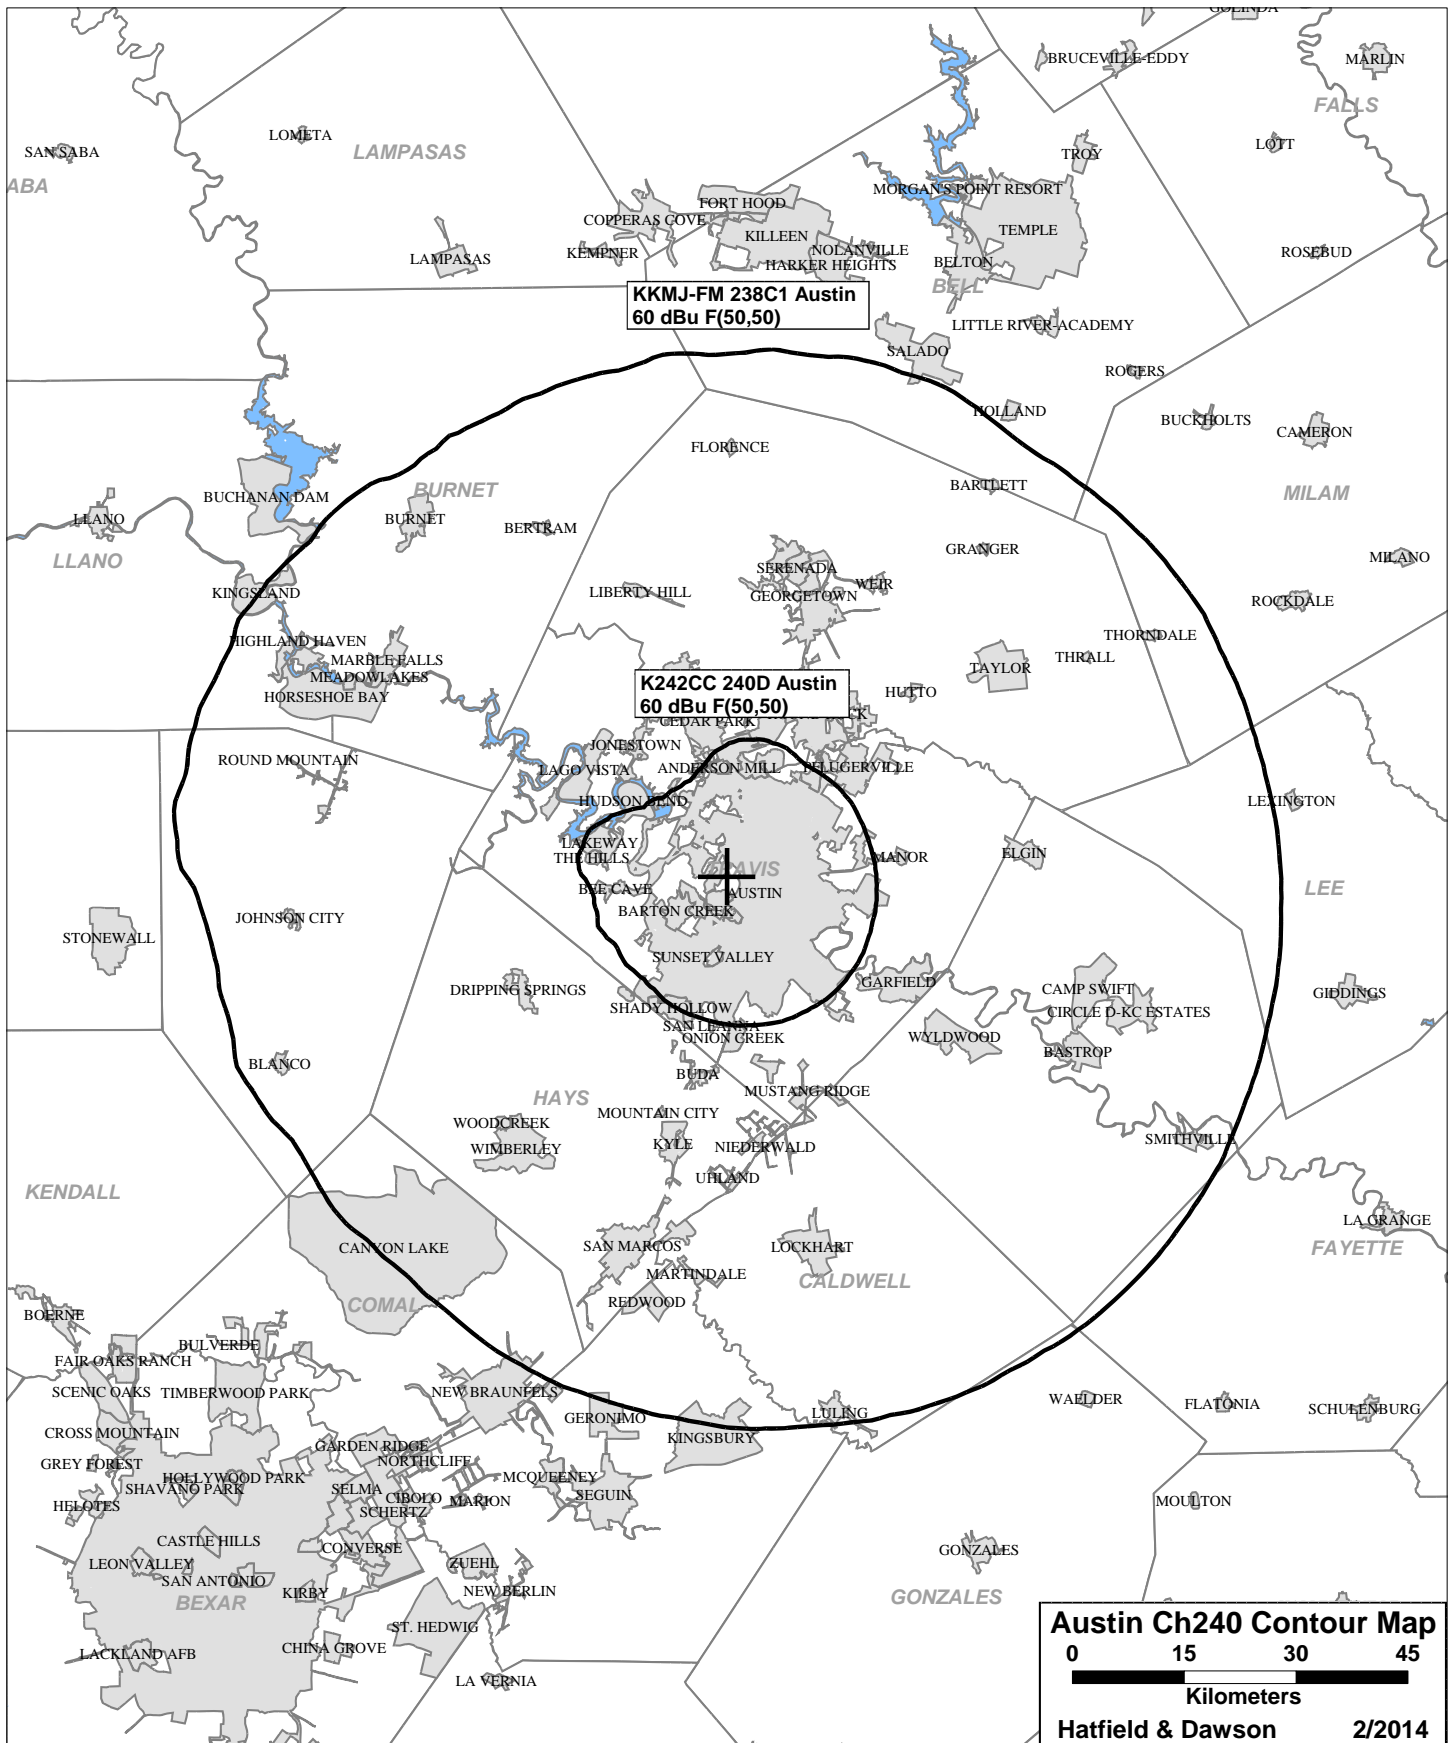 GOLINDA
BRUCEVILLE-EDDY
MARLIN
FALLS
LOMETA
SAN SABA
LAMPASAS
TROY
LOTT
ABA
MORGAN'S POINT RESORT
FORT HOOD
COPPERAS COVE
KILLEEN
TEMPLE
KEMPNER
NOLANVILLE
LAMPASAS
HARKER HEIGHTS
BELTON
ROSEBUD
BELL
KKMJ-FM 238C1 Austin
60 dBu F(50,50)
LITTLE RIVER-ACADEMY
SALADO
ROGERS
HOLLAND
BUCKHOLTS
CAMERON
FLORENCE
BARTLETT
BUCHANAN DAM
BURNET
MILAM
LLANO
BURNET
BERTRAM
GRANGER
LLANO
MILANO
SERENADA
WEIR
KINGSLAND
LIBERTY HILL
GEORGETOWN
ROCKDALE
HIGHLAND HAVEN
THORNDALE
MARBLE FALLS
THRALL
MEADOWLAKES
TAYLOR
HORSESHOE BAY
K242CC 240D Austin
60 dBu F(50,50)
HUTTO
CEDAR PARK
JONESTOWN
ROUND MOUNTAIN
LAGO VISTA
ANDERSON MILL
PFLUGERVILLE
HUDSON BEND
LEXINGTON
LAKEWAY
THE HILLS
MANOR
ELGIN
TRAVIS
BEE CAVE
AUSTIN
LEE
BARTON CREEK
JOHNSON CITY
STONEWALL
SUNSET VALLEY
DRIPPING SPRINGS
GARFIELD
CAMP SWIFT
GIDDINGS
SHADY HOLLOW
CIRCLE D-KC ESTATES
SAN LEANNA
ONION CREEK
WYLDWOOD
BASTROP
BLANCO
BUDA
HAYS
MUSTANG RIDGE
MOUNTAIN CITY
WOODCREEK
WIMBERLEY
KYLE
NIEDERWALD
SMITHVILLE
UHLAND
KENDALL
LA GRANGE
CANYON LAKE
SAN MARCOS
LOCKHART
FAYETTE
MARTINDALE
CALDWELL
REDWOOD
COMAL
BOERNE
BULVERDE
FAIR OAKS RANCH
SCENIC OAKS
TIMBERWOOD PARK
NEW BRAUNFELS
WAELDER
FLATONIA
SCHULENBURG
GERONIMO
LULING
CROSS MOUNTAIN
KINGSBURY
GARDEN RIDGE
GREY FOREST
NORTHCLIFF
HOLLYWOOD PARK
MCQUEENEY
SHAVANO PARK
SELMA
CIBOLO
MARION
SEGUIN
HELOTES
SCHERTZ
MOULTON
CASTLE HILLS
CONVERSE
GONZALES
LEON VALLEY
ZUEHL
SAN ANTONIO
KIRBY
NEW BERLIN
BEXAR
GONZALES
ST. HEDWIG
LACKLAND AFB
CHINA GROVE
LA VERNIA
Austin Ch240 Contour Map
0 15 30 45
Kilometers
Hatfield & Dawson 2/2014